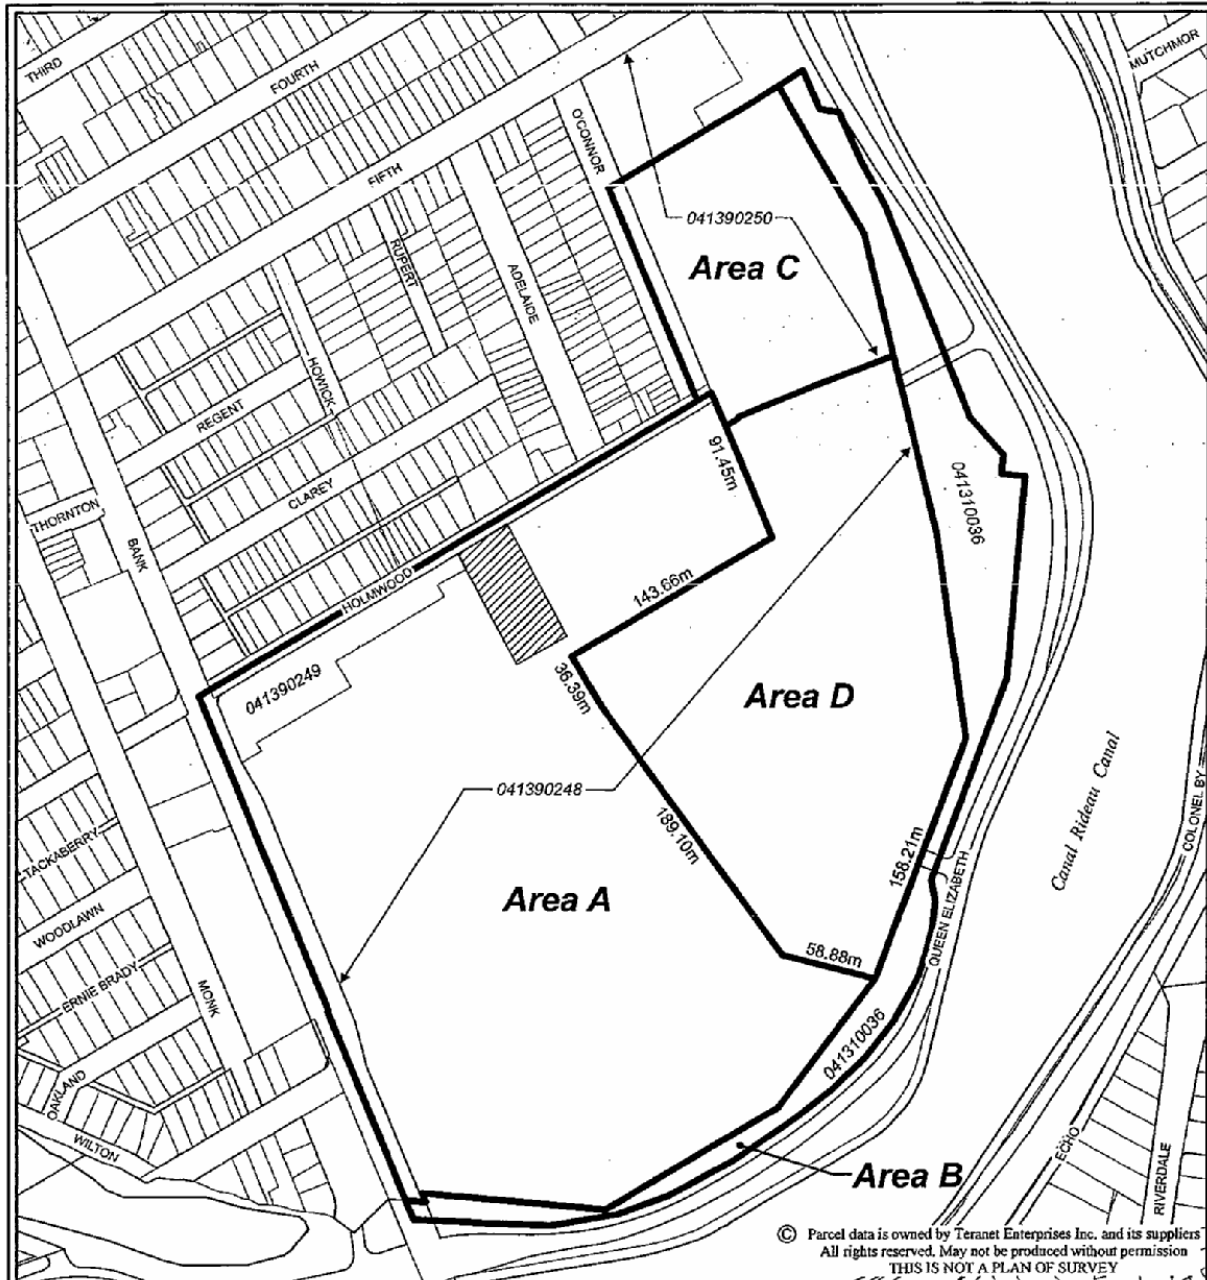 THIRD
FOURTH
FIFTH
O'CONNOR
MUTCHMOR
041390250
Area C
RUPERT
ADELAIDE
HOWICK
REGENT
CLAREY
THORNTON
BANK
HOLMWOOD
91.45m
041310036
143.66m
041390249
36.39m
Area D
041390248
189.10m
158.21m
Canal Rideau Canal
COLONEL BY
TACKABERRY
Area A
WOODLAWN
QUEEN ELIZABETH
58.88m
ERNIE BRADY
MONK
041310036
OAKLAND
WILTON
ECHO
RIVERDALE
Area B
© Parcel data is owned by Teranet Enterprises Inc. and its suppliers
All rights reserved. May not be produced without permission
THIS IS NOT A PLAN OF SURVEY